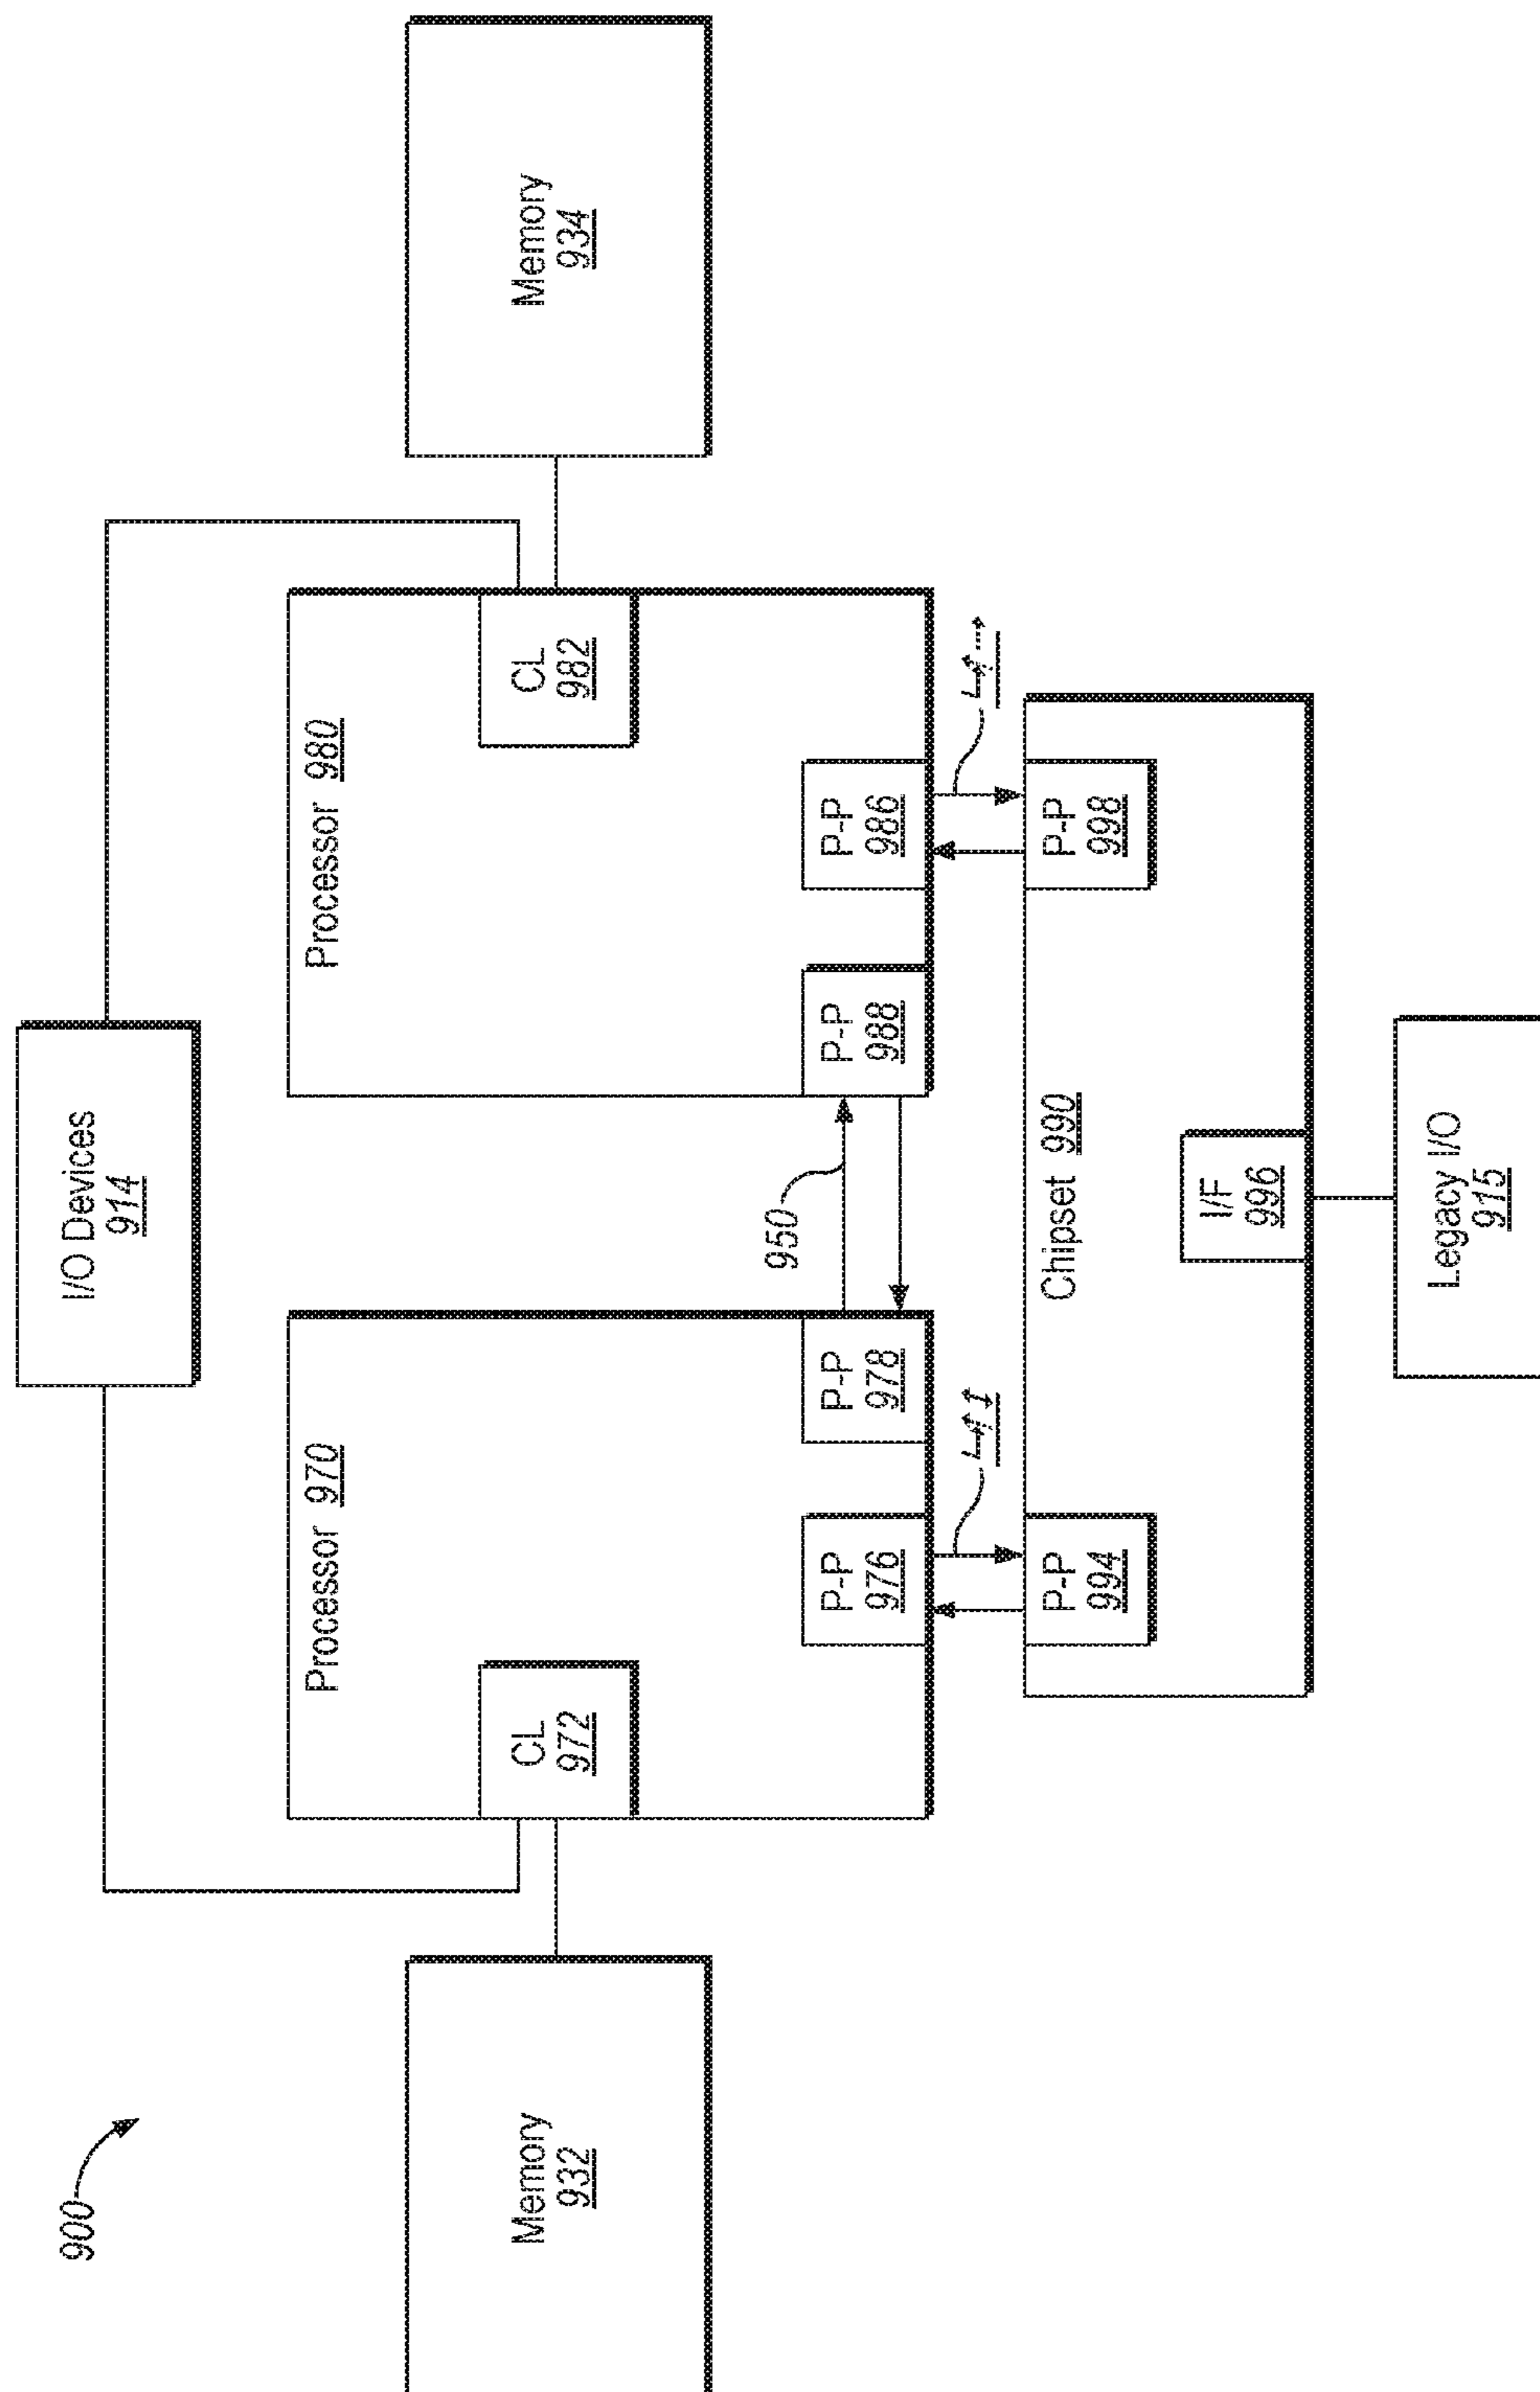 900
I/O Devices
914
Memory
932
Processor 970
CL
972
P-P
976
P-P
978
950
Processor 980
CL
982
P-P
988
P-P
986
Memory
934
Chipset 990
P-P
994
P-P
998
I/F
996
Legacy I/O
915